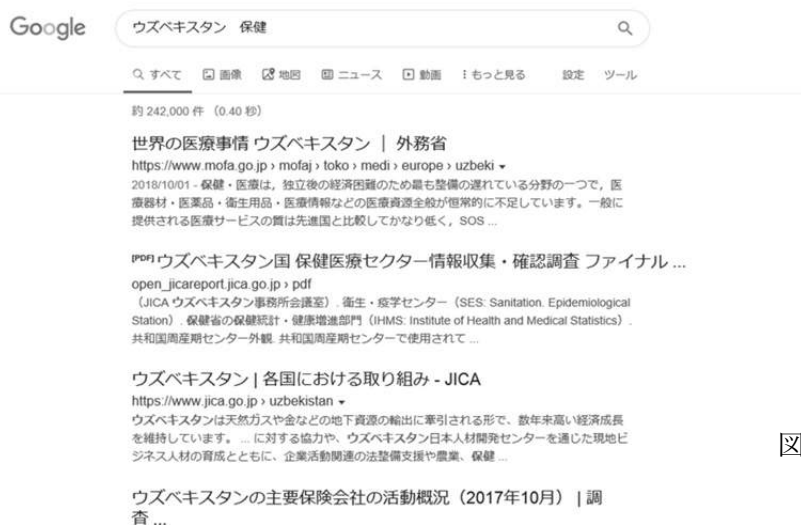 Google
ウズベキスタン 保健
すべて 画像 地図 ニュース 動画 もっと見る 設定 ツール
約 242,000 件 (0.40 秒)
世界の医療事情 ウズベキスタン | 外務省
https://www.mofa.go.jp › mofaj › toko › medi › europe › uzbeki
2018/10/01 - 保健・医療は，独立後の経済困難のため最も整備の遅れている分野の一つで，医
療器材・医薬品・衛生用品・医療情報などの医療資源全般が恒常的に不足しています。一般に
提供される医療サービスの質は先進国と比較してかなり低く，SOS ...
[PDF] ウズベキスタン国 保健医療セクター情報収集・確認調査 ファイナル ...
open_jicareport.jica.go.jp › pdf
（JICA ウズベキスタン事務所会議室）. 衛生・疫学センター（SES: Sanitation. Epidemiological
Station）. 保健省の保健統計・健康増進部門（IHMS: Institute of Health and Medical Statistics）.
共和国周産期センター外観. 共和国周産期センターで使用されて ...
ウズベキスタン | 各国における取り組み - JICA
https://www.jica.go.jp › uzbekistan
ウズベキスタンは天然ガスや金などの地下資源の輸出に牽引される形で、数年来高い経済成長
を維持しています。 ... に対する協力や、ウズベキスタン日本人材開発センターを通じた現地ビ
ジネス人材の育成とともに、企業活動関連の法整備支援や農業、保健 ...
図
ウズベキスタンの主要保険会社の活動概況（2017年10月） | 調
査 ...